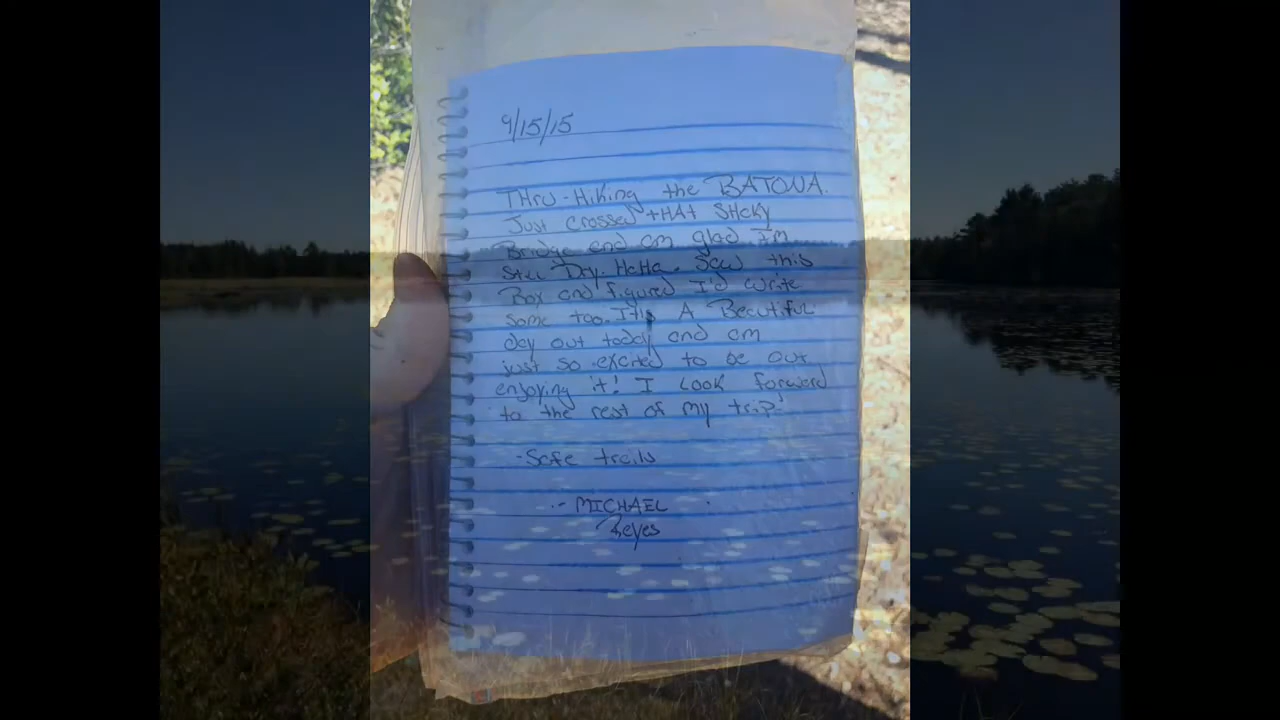 9/15/15
Thru-Hiking the BATONA.
Just crossed that SHaky
Bridge and am glad I'm
still Dry. HaHa. Saw this
Box and figured I'd write
some too. It's A Beautiful
day out today and am
just so excited to be out
enjoying it! I Look forward
to the rest of my trip.
-Safe trails
-MICHAEL
Reyes